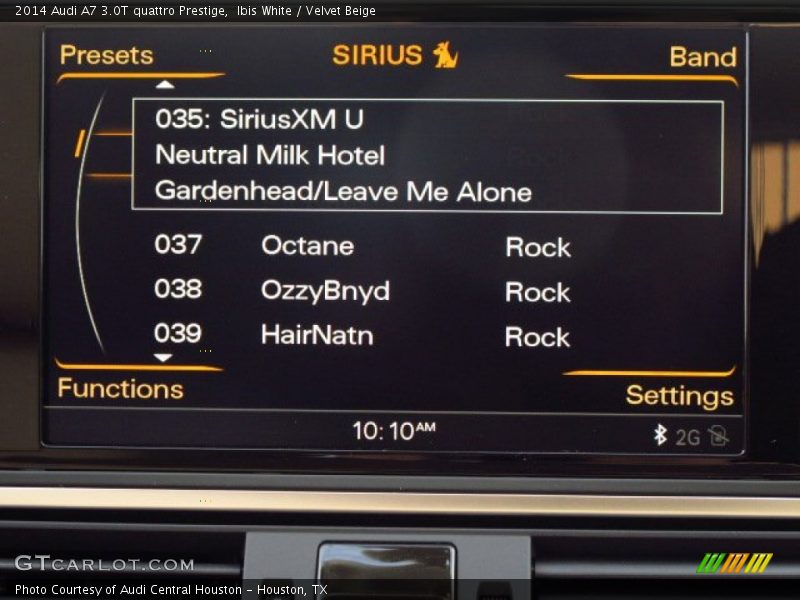 2014 Audi A7 3.0T quattro Prestige,  Ibis White / Velvet Beige
Presets
SIRIUS
Band
035: SiriusXM U
Neutral Milk Hotel
Gardenhead/Leave Me Alone
037 Octane Rock
038 OzzyBnyd Rock
039 HairNatn Rock
Functions
Settings
10:10 AM
2G
GTCARLOT.COM
Photo Courtesy of Audi Central Houston - Houston, TX